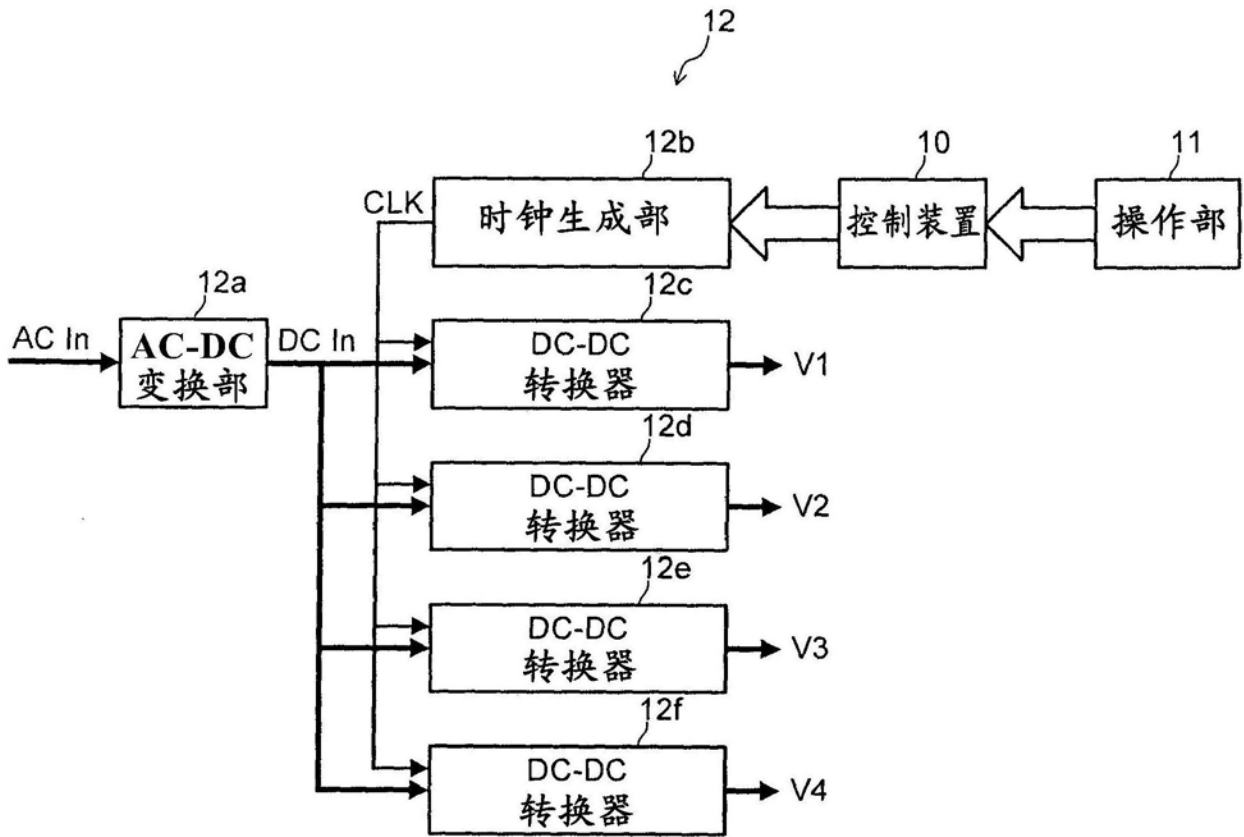 12
12b
10
11
CLK
时钟生成部
控制装置
操作部
12a
12c
AC In
AC-DC
变换部
DC In
DC-DC
转换器
V1
12d
DC-DC
转换器
V2
12e
DC-DC
转换器
V3
12f
DC-DC
转换器
V4